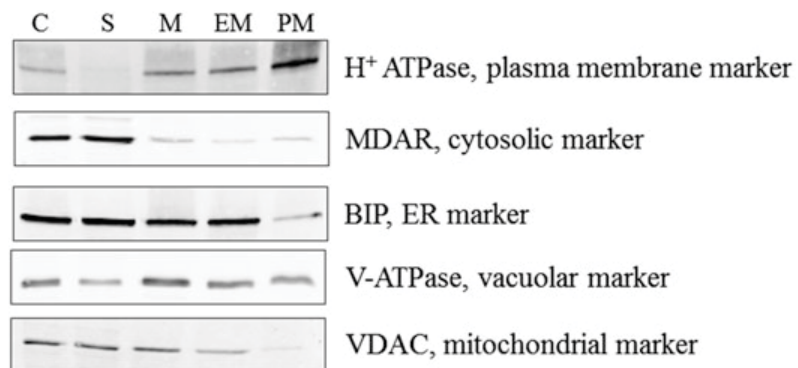 C S M EM PM
H⁺ ATPase, plasma membrane marker
MDAR, cytosolic marker
BIP, ER marker
V-ATPase, vacuolar marker
VDAC, mitochondrial marker